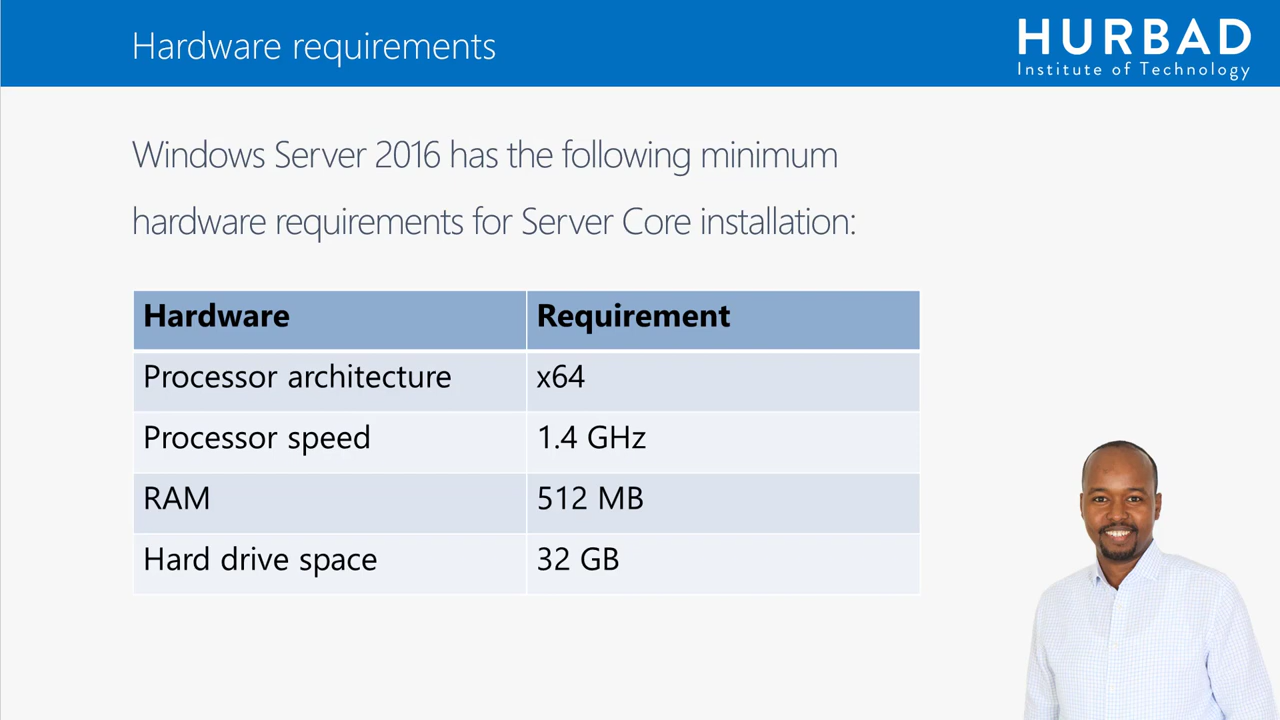 Hardware requirements
HURBAD
Institute of Technology
Windows Server 2016 has the following minimum
hardware requirements for Server Core installation:
Hardware Requirement
Processor architecture x64
Processor speed 1.4 GHz
RAM 512 MB
Hard drive space 32 GB